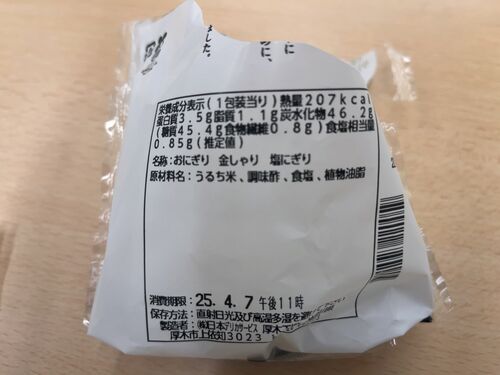 ました。
に、
に
栄養成分表示(1包装当り)熱量207kcal
蛋白質3.5g脂質1.1g炭水化物46.2g
(糖質45.4g食物繊維0.8g)食塩相当量
0.85g(推定値)
名称:おにぎり 金しゃり 塩にぎり
原材料名:うるち米、調味酢、食塩、植物油脂
消費期限:25.4.7午後11時
保存方法:直射日光及び高温多湿を
製造者:㈱日本デリカサービス 厚木
厚木市上依知3023